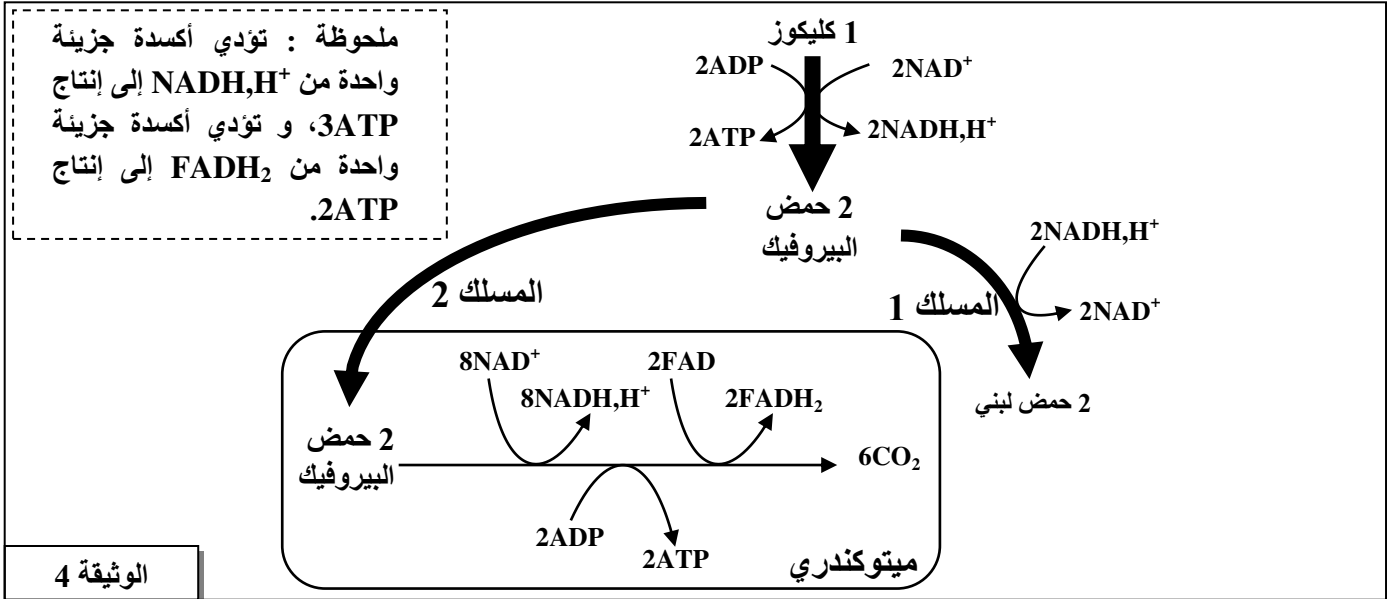 ملحوظة : تؤدي أكسدة جزيئة
واحدة من NADH,H⁺ إلى إنتاج
3ATP، و تؤدي أكسدة جزيئة
واحدة من FADH₂ إلى إنتاج
2ATP.
1 كليكوز
2ADP
2NAD⁺
2ATP
2NADH,H⁺
2 حمض
البيروفيك
2NADH,H⁺
المسلك 1
2NAD⁺
2 حمض لبني
المسلك 2
8NAD⁺
2FAD
8NADH,H⁺
2FADH₂
2 حمض
البيروفيك
6CO₂
2ADP
2ATP
ميتوكندري
الوثيقة 4